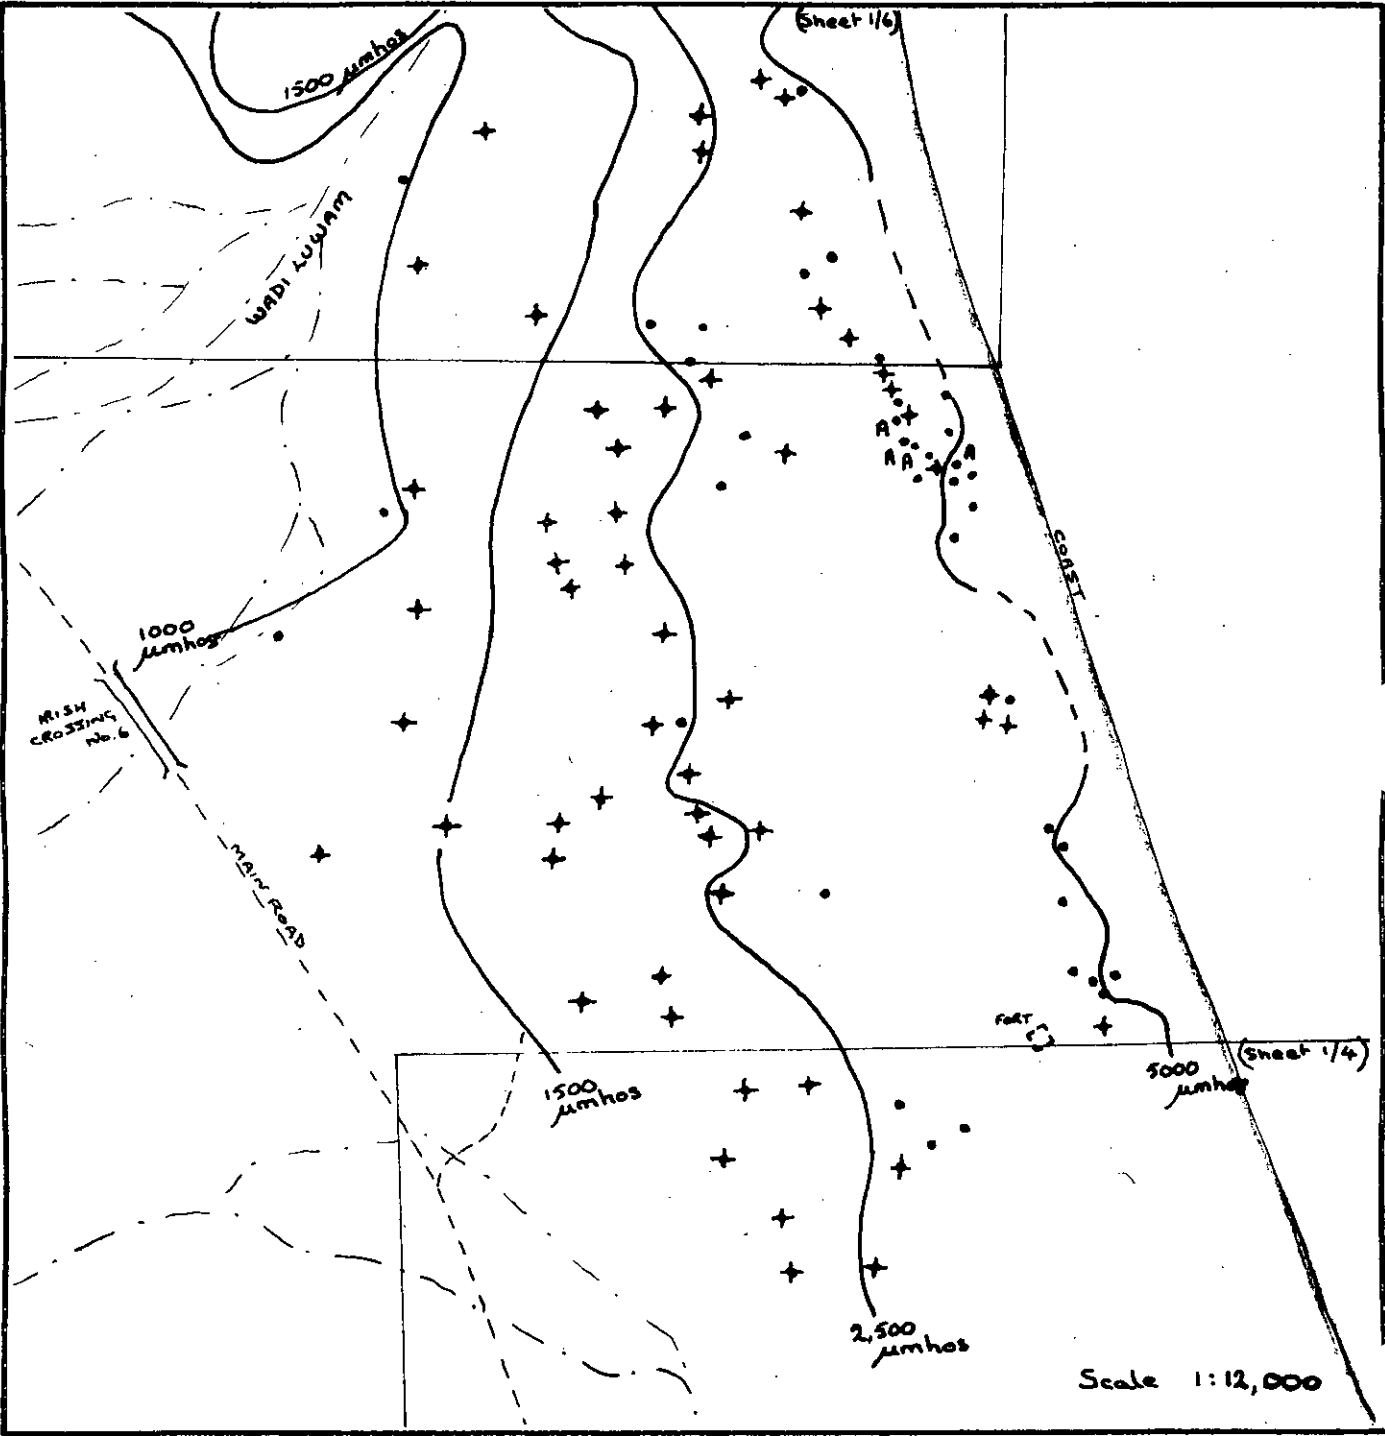 (Sheet 1/6)
1500 µmhos
WADI LUWAM
A
A A
A
COAST
1000
µmhos
IRISH
CROSSING
No.6
MAIN ROAD
FORT
(Sheet 1/4)
5000
µmhos
1500
µmhos
2,500
µmhos
Scale 1:12,000